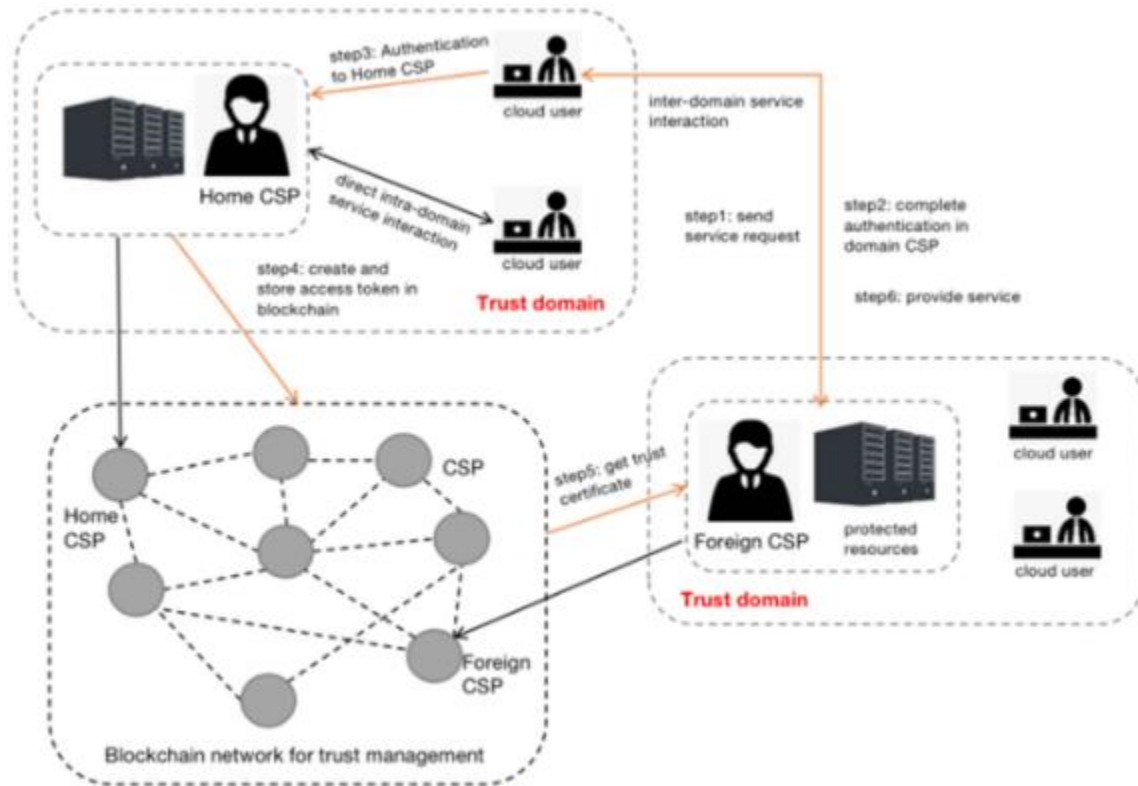 step3: Authentication
to Home CSP
cloud user
Home CSP
direct intra-domain
service interaction
cloud user
step4: create and
store access token in
blockchain
Trust domain
inter-domain service
interaction
step1: send
service request
step2: complete
authentication in
domain CSP
step6: provide service
CSP
Home
CSP
Foreign
CSP
Blockchain network for trust management
step5: get trust
certificate
Foreign CSP
protected
resources
cloud user
cloud user
Trust domain